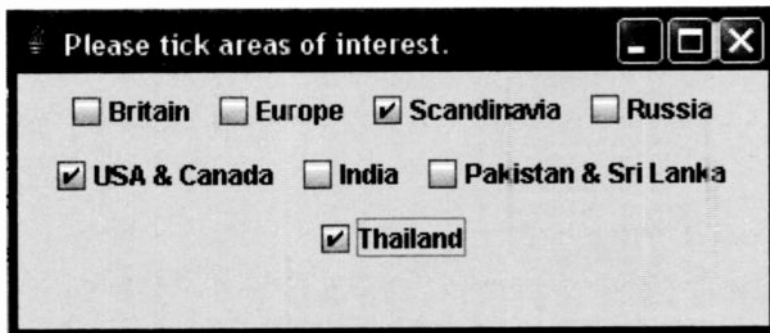 Please tick areas of interest.
Britain Europe Scandinavia Russia
USA & Canada India Pakistan & Sri Lanka
Thailand